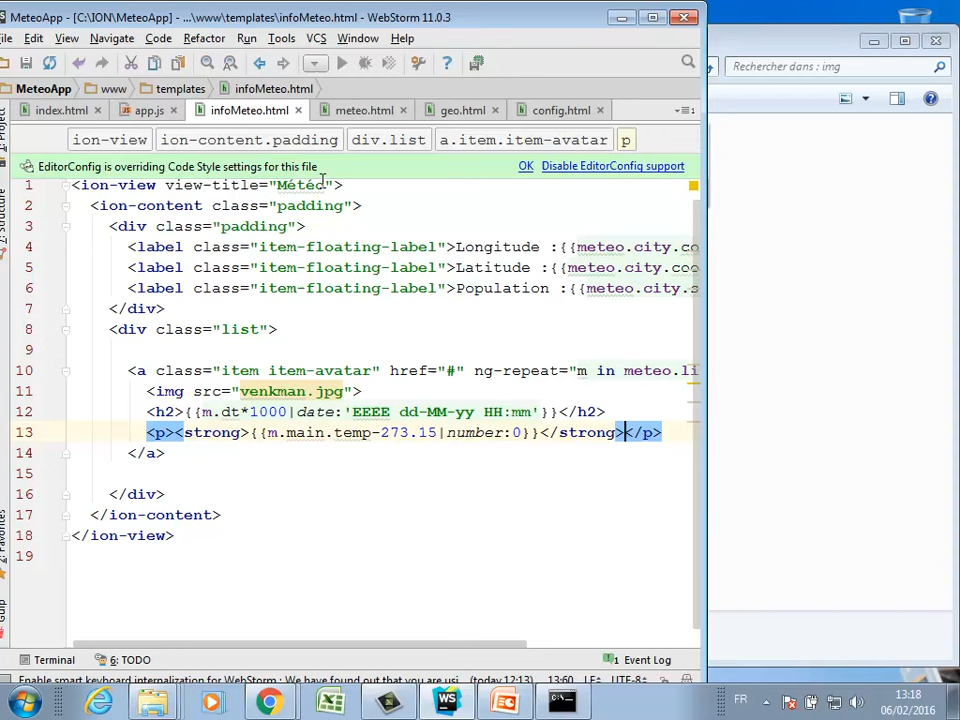 MeteoApp - [C:\ION\MeteoApp] - ...\www\templates\infoMeteo.html - WebStorm 11.0.3
ile Edit View Navigate Code Refactor Run Tools VCS Window Help
Rechercher dans : img
MeteoApp www templates infoMeteo.html
index.html app.js infoMeteo.html meteo.html geo.html config.html
ion-view ion-content.padding div.list a.item.item-avatar p
EditorConfig is overriding Code Style settings for this file OK Disable EditorConfig support
1 <ion-view view-title="Météo">
2 <ion-content class="padding">
3 <div class="padding">
4 <label class="item-floating-label">Longitude :{{meteo.city.co
5 <label class="item-floating-label">Latitude :{{meteo.city.coo
6 <label class="item-floating-label">Population :{{meteo.city.s
7 </div>
8 <div class="list">
9
10 <a class="item item-avatar" href="#" ng-repeat="m in meteo.li
11 <img src="venkman.jpg">
12 <h2>{{m.dt*1000|date:'EEEE dd-MM-yy HH:mm'}}</h2>
13 <p><strong>{{m.main.temp-273.15|number:0}}</strong></p>
14 </a>
15
16 </div>
17 </ion-content>
18 </ion-view>
19
Terminal 6: TODO 1 Event Log
Enable smart keyboard internalization for WebStorm : We have found out that you are usi (today 12:13) 13:60 LF÷ UTF-8÷
FR 13:18
06/02/2016